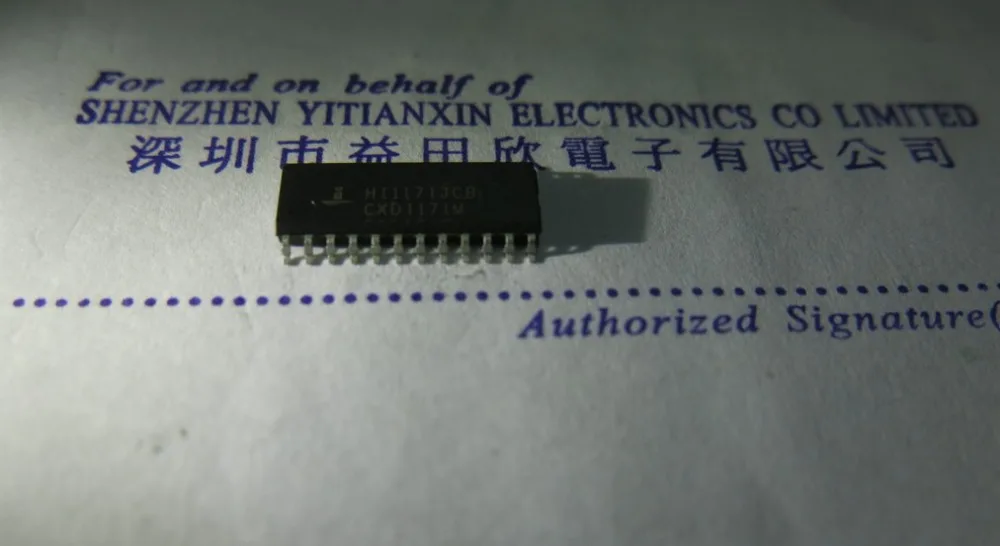 For and on behalf of
SHENZHEN YITIANXIN ELECTRONICS CO LIMITED
深圳市益田欣電子有限公司
HI1171JCB
CXD1171M
Authorized Signature(